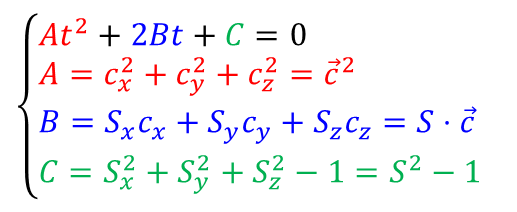 At² + 2Bt + C = 0
A = c_x² + c_y² + c_z² = c⃗²
B = S_x c_x + S_y c_y + S_z c_z = S · c⃗
C = S_x² + S_y² + S_z² − 1 = S² − 1